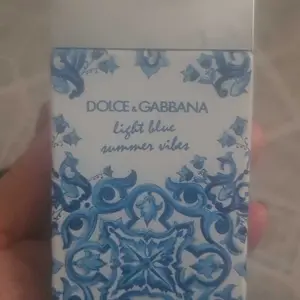 DOLCE & GABBANA
light blue
summer vibes